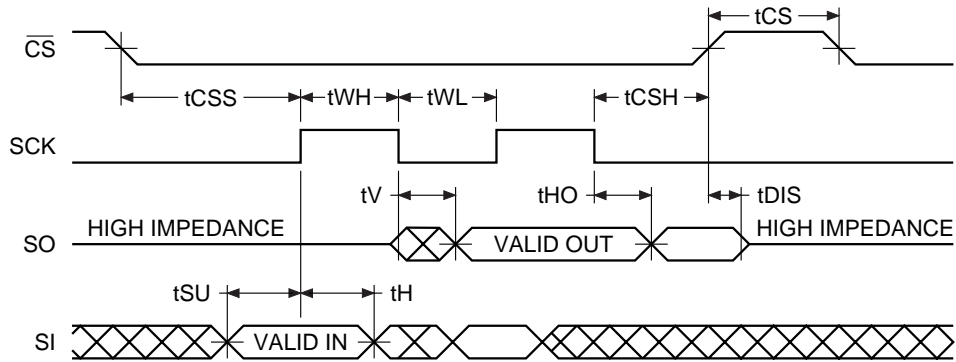 tCS
CS
tCSS
tWH
tWL
tCSH
SCK
tV
tHO
tDIS
HIGH IMPEDANCE
VALID OUT
HIGH IMPEDANCE
SO
tSU
tH
SI
VALID IN